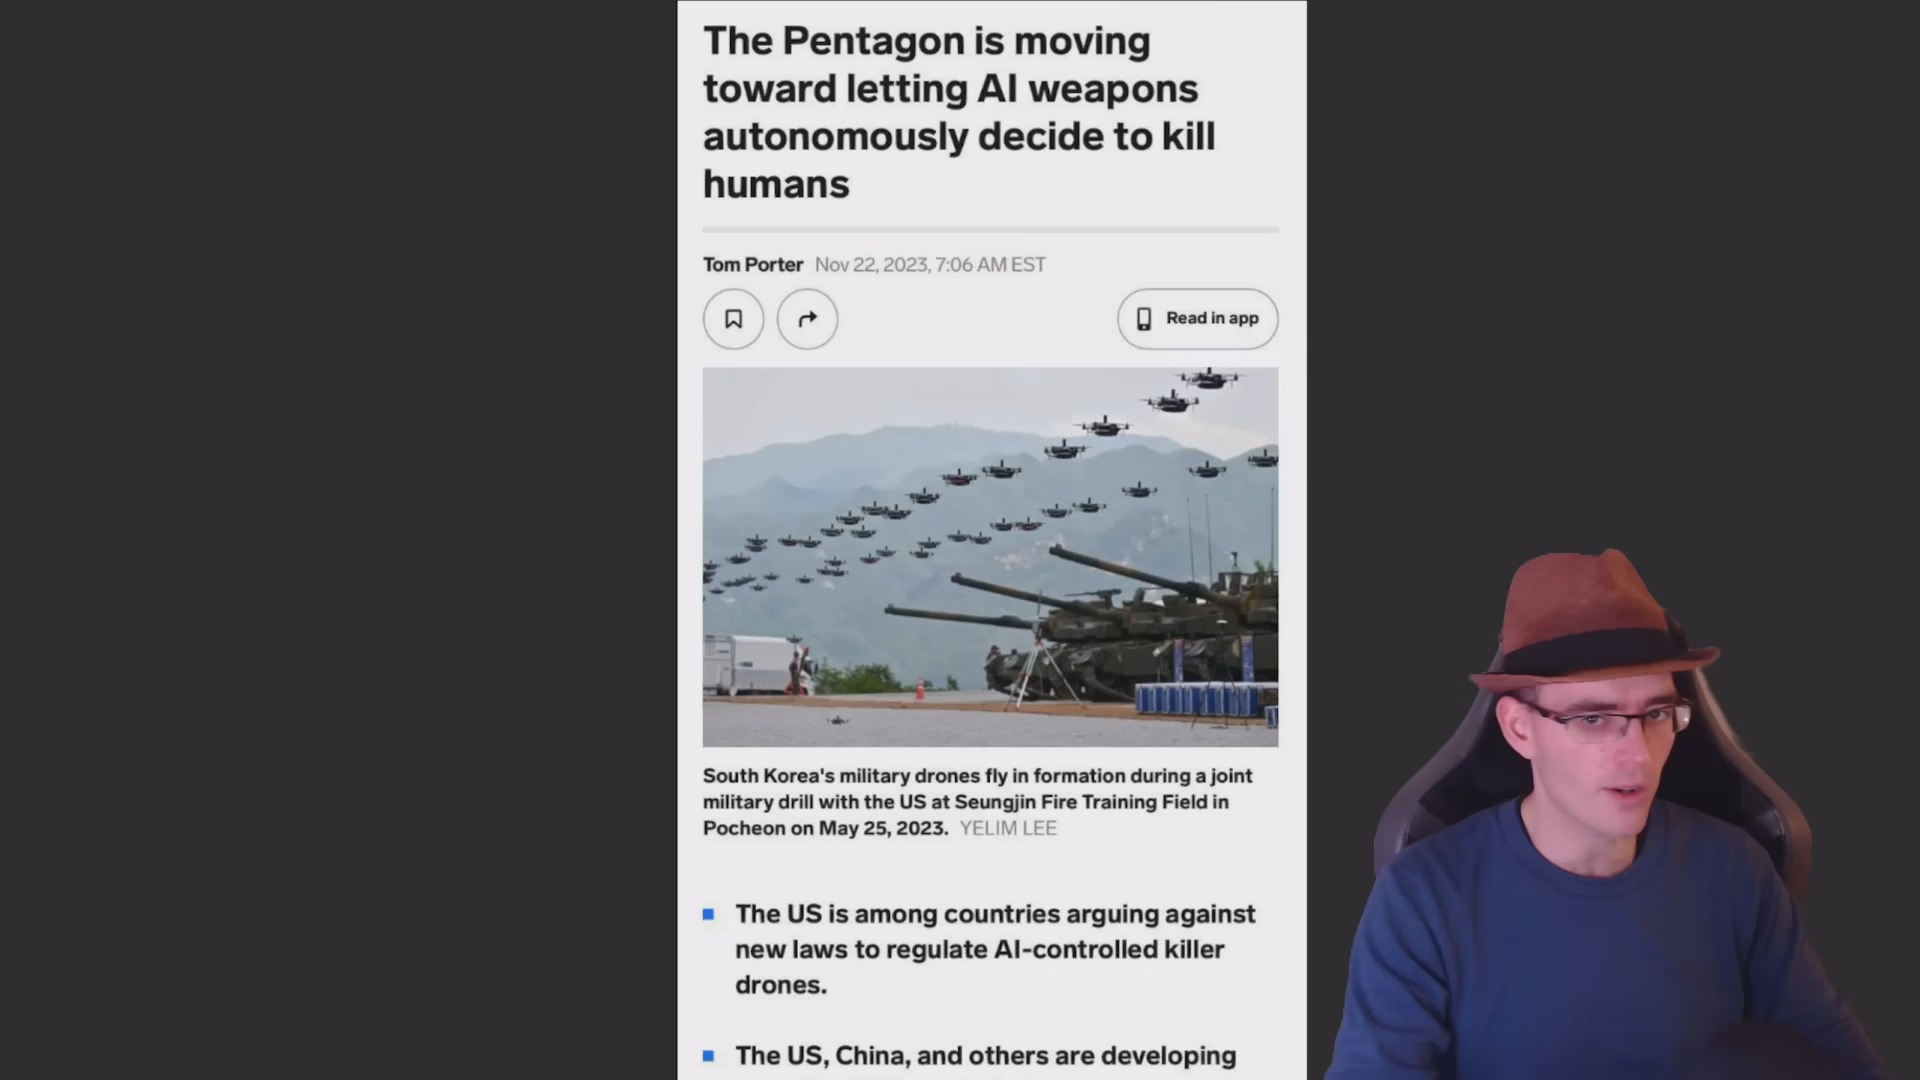 The Pentagon is moving
toward letting AI weapons
autonomously decide to kill
humans
Tom Porter Nov 22, 2023, 7:06 AM EST
Read in app
South Korea's military drones fly in formation during a joint
military drill with the US at Seungjin Fire Training Field in
Pocheon on May 25, 2023. YELIM LEE
The US is among countries arguing against
new laws to regulate AI-controlled killer
drones.
The US, China, and others are developing